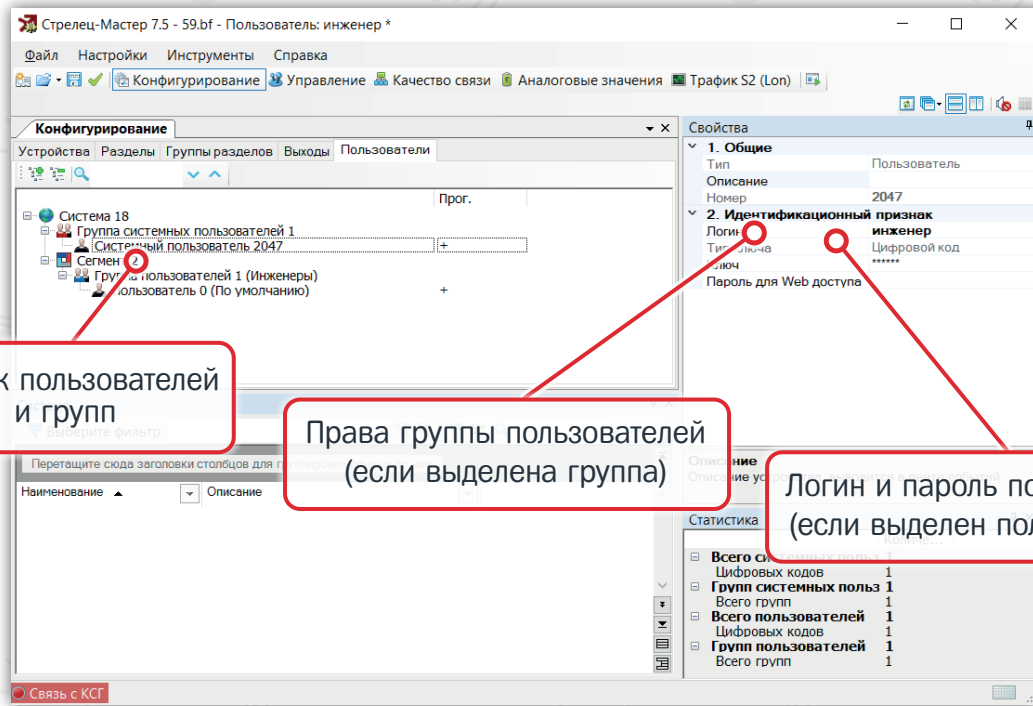 Стрелец-Мастер 7.5 - 59.bf - Пользователь: инженер *
Файл Настройки Инструменты Справка
Конфигурирование Управление Качество связи Аналоговые значения Трафик S2 (Lon)
Конфигурирование
Устройства Разделы Группы разделов Выходы Пользователи
Прог.
Система 18
Группа системных пользователей 1
Системный пользователь 2047 +
Сегмент 2
Группа пользователей 1 (Инженеры)
Пользователь 0 (По умолчанию) +
Свойства
1. Общие
Тип Пользователь
Описание
Номер 2047
2. Идентификационный признак
Логин инженер
Тип ключа Цифровой код
Ключ ******
Пароль для Web доступа
к пользователей
и групп
Права группы пользователей
(если выделена группа)
Логин и пароль по
(если выделен пол
Выберите фильтр
Перетащите сюда заголовки столбцов для
Наименование Описание
Описание
Статистика
Всего системных польз 1
Цифровых кодов 1
Групп системных польз 1
Всего групп 1
Всего пользователей 1
Цифровых кодов 1
Групп пользователей 1
Всего групп 1
Связь с КСГ